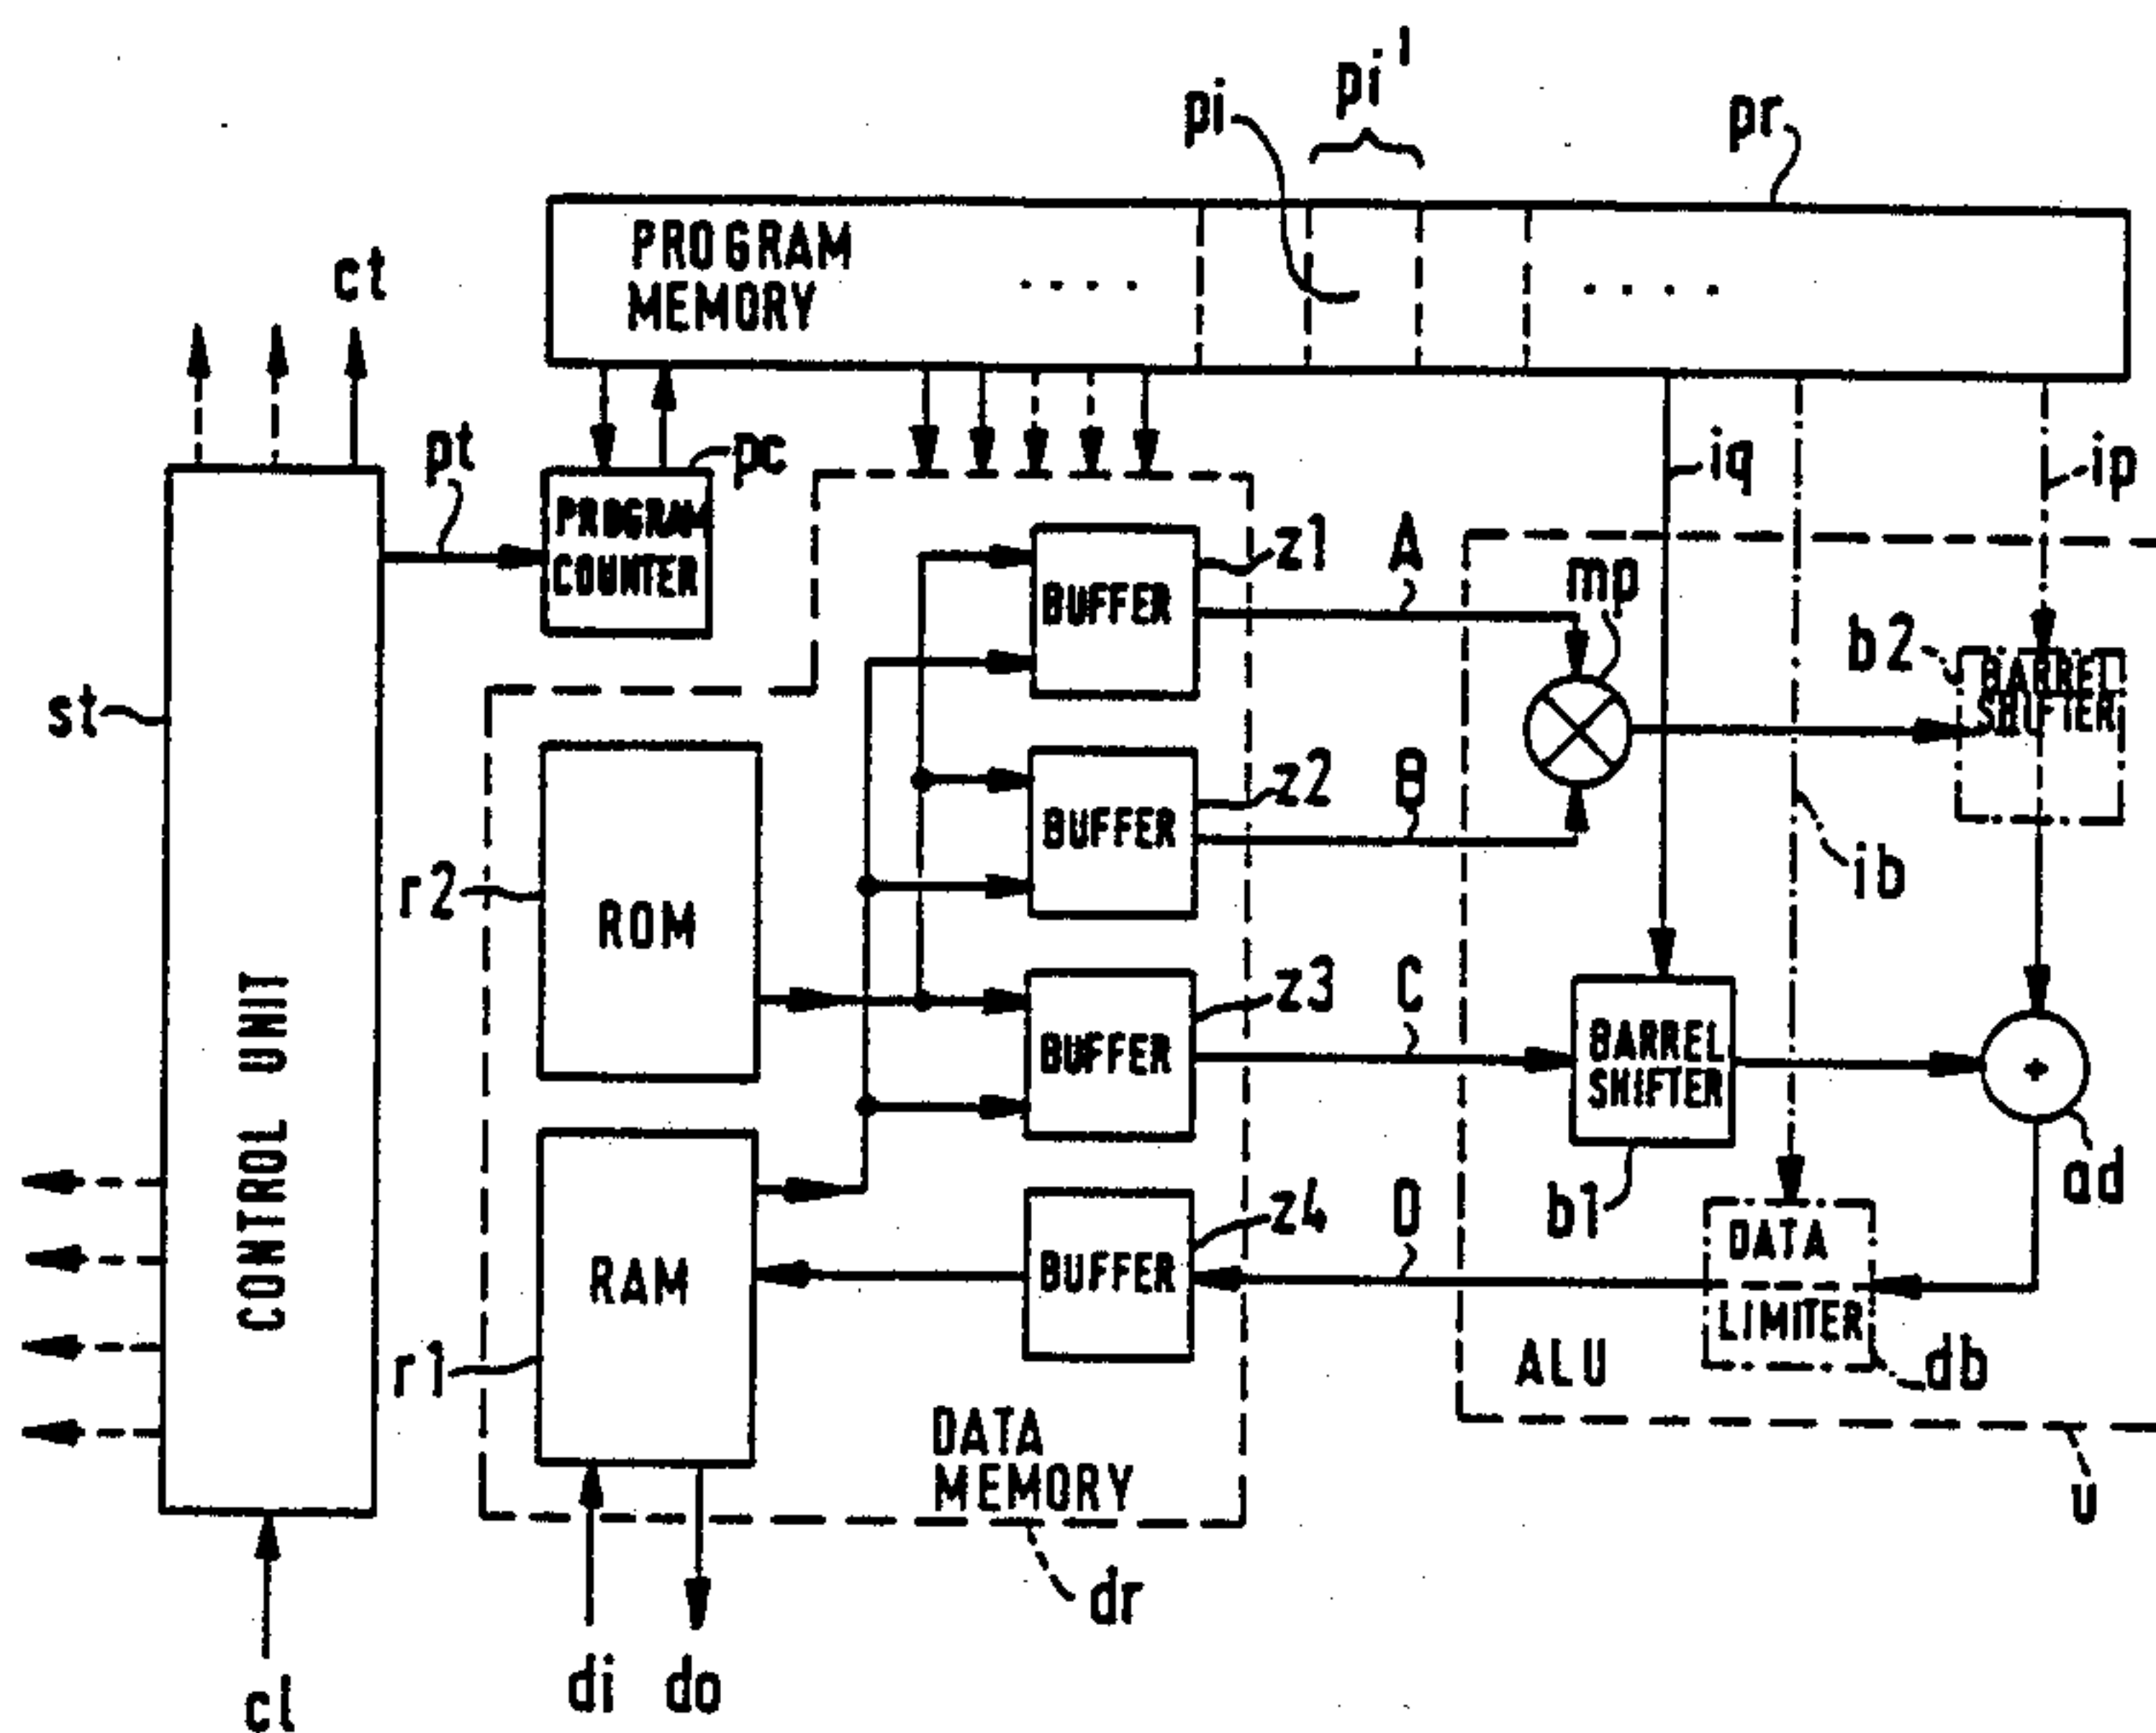 pi'
pi
pr
PROGRAM
MEMORY
ct
pt
pc
iq
ip
PROGRAM
COUNTER
z1
A
mp
BUFFER
b2
BARREL
SHIFTER
st
z2
B
BUFFER
ib
r2
ROM
z3
C
BUFFER
BARREL
SHIFTER
CONTROL UNIT
ad
z4
D
b1
DATA
LIMITER
BUFFER
RAM
r1
ALU
db
DATA
MEMORY
u
dr
di
do
cl